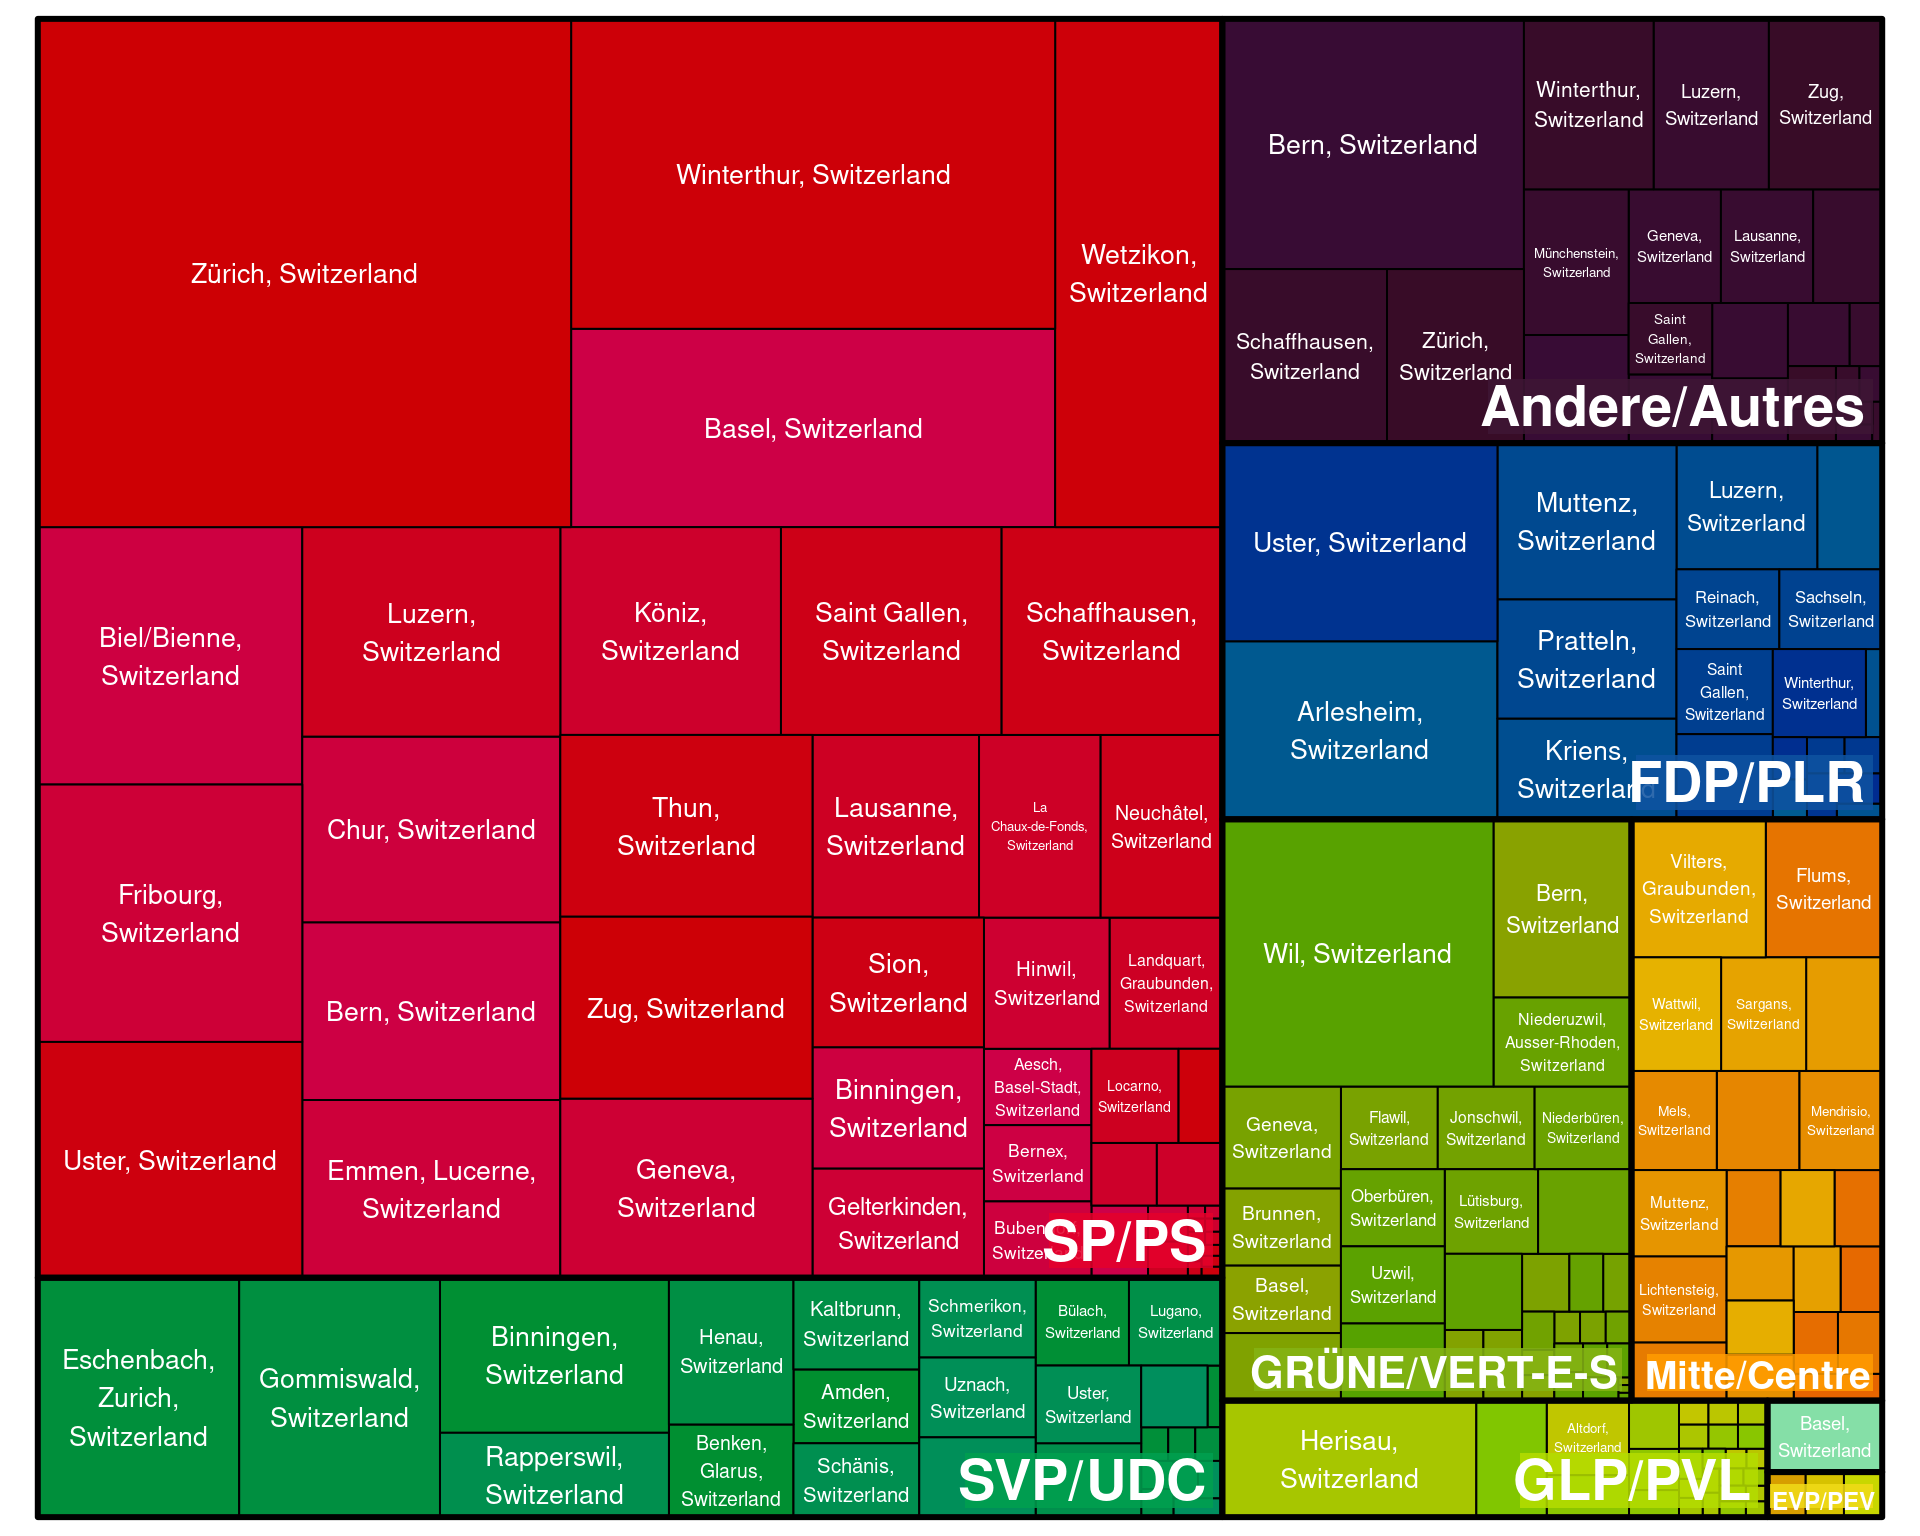 Zürich, Switzerland
Winterthur, Switzerland
Wetzikon,
Switzerland
Basel, Switzerland
Biel/Bienne,
Switzerland
Luzern,
Switzerland
Köniz,
Switzerland
Saint Gallen,
Switzerland
Schaffhausen,
Switzerland
Fribourg,
Switzerland
Chur, Switzerland
Thun,
Switzerland
Lausanne,
Switzerland
La
Chaux-de-Fonds,
Switzerland
Neuchâtel,
Switzerland
Bern, Switzerland
Zug, Switzerland
Sion,
Switzerland
Hinwil,
Switzerland
Landquart,
Graubunden,
Switzerland
Uster, Switzerland
Emmen, Lucerne,
Switzerland
Geneva,
Switzerland
Binningen,
Switzerland
Aesch,
Basel-Stadt,
Switzerland
Locarno,
Switzerland
Bernex,
Switzerland
Gelterkinden,
Switzerland
SP/PS
Eschenbach,
Zurich,
Switzerland
Gommiswald,
Switzerland
Binningen,
Switzerland
Rapperswil,
Switzerland
Henau,
Switzerland
Benken,
Glarus,
Switzerland
Kaltbrunn,
Switzerland
Amden,
Switzerland
Schänis,
Switzerland
Schmerikon,
Switzerland
Uznach,
Switzerland
Bülach,
Switzerland
Lugano,
Switzerland
Uster,
Switzerland
SVP/UDC
Bern, Switzerland
Winterthur,
Switzerland
Luzern,
Switzerland
Zug,
Switzerland
Münchenstein,
Switzerland
Geneva,
Switzerland
Lausanne,
Switzerland
Schaffhausen,
Switzerland
Zürich,
Switzerland
Saint
Gallen,
Switzerland
Andere/Autres
Uster, Switzerland
Muttenz,
Switzerland
Luzern,
Switzerland
Reinach,
Switzerland
Sachseln,
Switzerland
Arlesheim,
Switzerland
Pratteln,
Switzerland
Saint
Gallen,
Switzerland
Winterthur,
Switzerland
Kriens,
Switzerland
FDP/PLR
Wil, Switzerland
Bern,
Switzerland
Niederuzwil,
Ausser-Rhoden,
Switzerland
Geneva,
Switzerland
Flawil,
Switzerland
Jonschwil,
Switzerland
Niederbüren,
Switzerland
Brunnen,
Switzerland
Oberbüren,
Switzerland
Lütisburg,
Switzerland
Basel,
Switzerland
Uzwil,
Switzerland
GRÜNE/VERT-E-S
Vilters,
Graubunden,
Switzerland
Flums,
Switzerland
Wattwil,
Switzerland
Sargans,
Switzerland
Mels,
Switzerland
Mendrisio,
Switzerland
Muttenz,
Switzerland
Lichtensteig,
Switzerland
Mitte/Centre
Herisau,
Switzerland
Altdorf,
Switzerland
GLP/PVL
Basel,
Switzerland
EVP/PEV